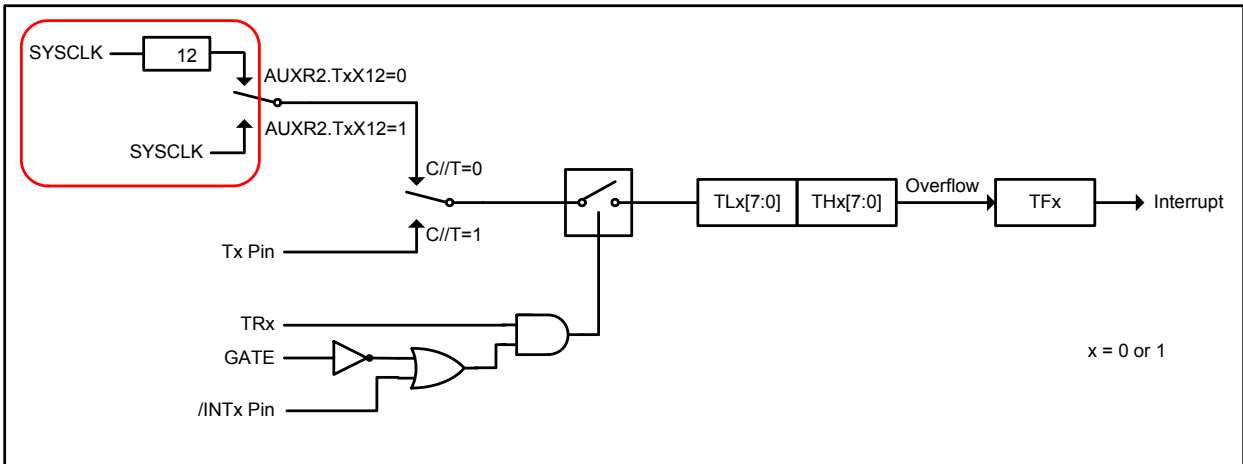 SYSCLK
12
AUXR2.TxX12=0
AUXR2.TxX12=1
SYSCLK
C//T=0
C//T=1
Tx Pin
TLx[7:0]
THx[7:0]
Overflow
TFx
Interrupt
TRx
GATE
/INTx Pin
x = 0 or 1